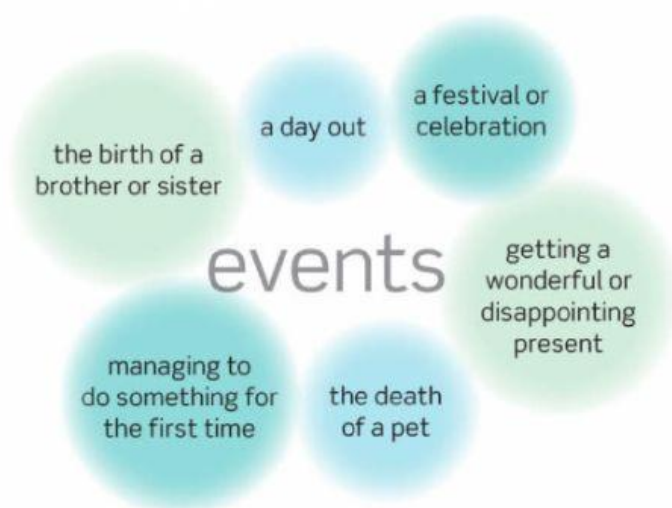 a festival or
celebration
a day out
the birth of a
brother or sister
events
getting a
wonderful or
disappointing
present
managing to
do something for
the first time
the death
of a pet